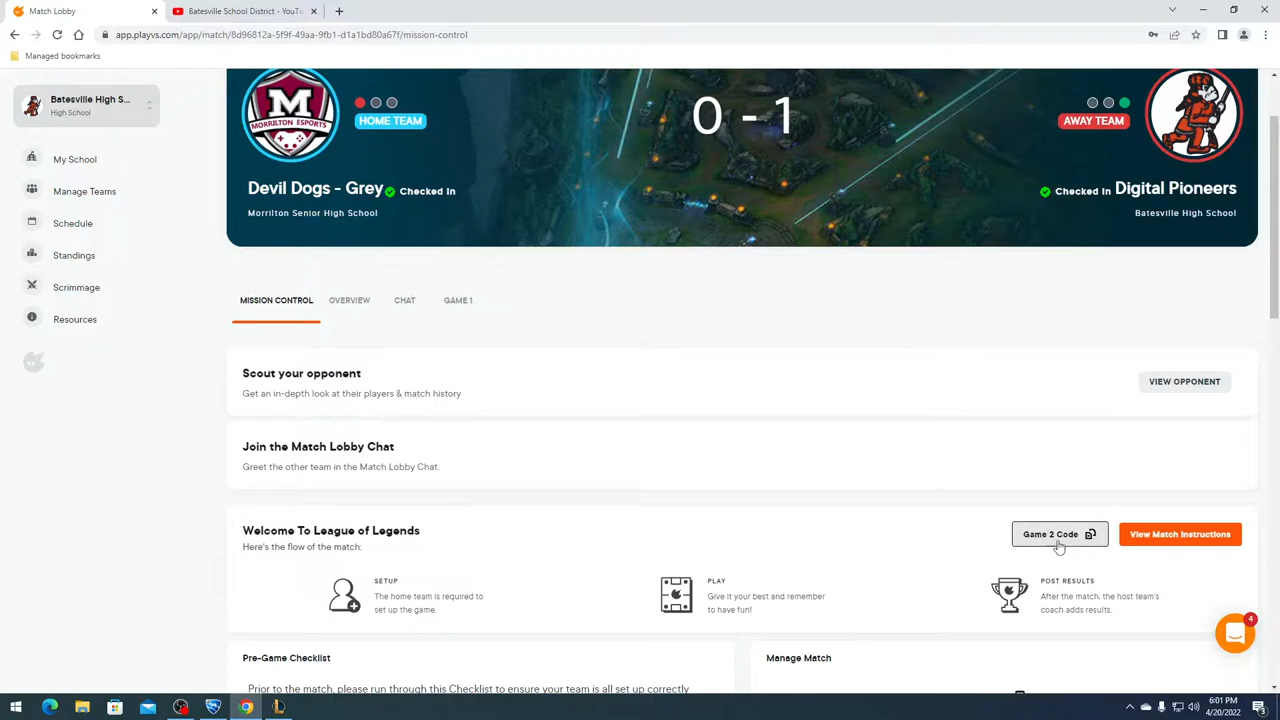 Match Lobby
Batesville School District - YouTu
app.playvs.com/app/match/8d96812a-5f9f-49aa-9fb1-d1a1bd80a67f/mission-control
Managed bookmarks
Batesville High S...
High School
My School
Manage Teams
Schedule
Standings
Scrimmage
Resources
M
MORRILTON ESPORTS
HOME TEAM
0 - 1
AWAY TEAM
Devil Dogs - Grey Checked In
Morrilton Senior High School
Checked In Digital Pioneers
Batesville High School
MISSION CONTROL OVERVIEW CHAT GAME 1
Scout your opponent
Get an in-depth look at their players & match history
VIEW OPPONENT
Join the Match Lobby Chat
Greet the other team in the Match Lobby Chat.
Welcome To League of Legends
Here's the flow of the match:
Game 2 Code
View Match Instructions
SETUP
The home team is required to
set up the game.
PLAY
Give it your best and remember
to have fun!
POST RESULTS
After the match, the host team's
coach adds results.
4
Pre-Game Checklist
Prior to the match, please run through this Checklist to ensure your team is all set up correctly
Manage Match
6:01 PM
4/20/2022
3